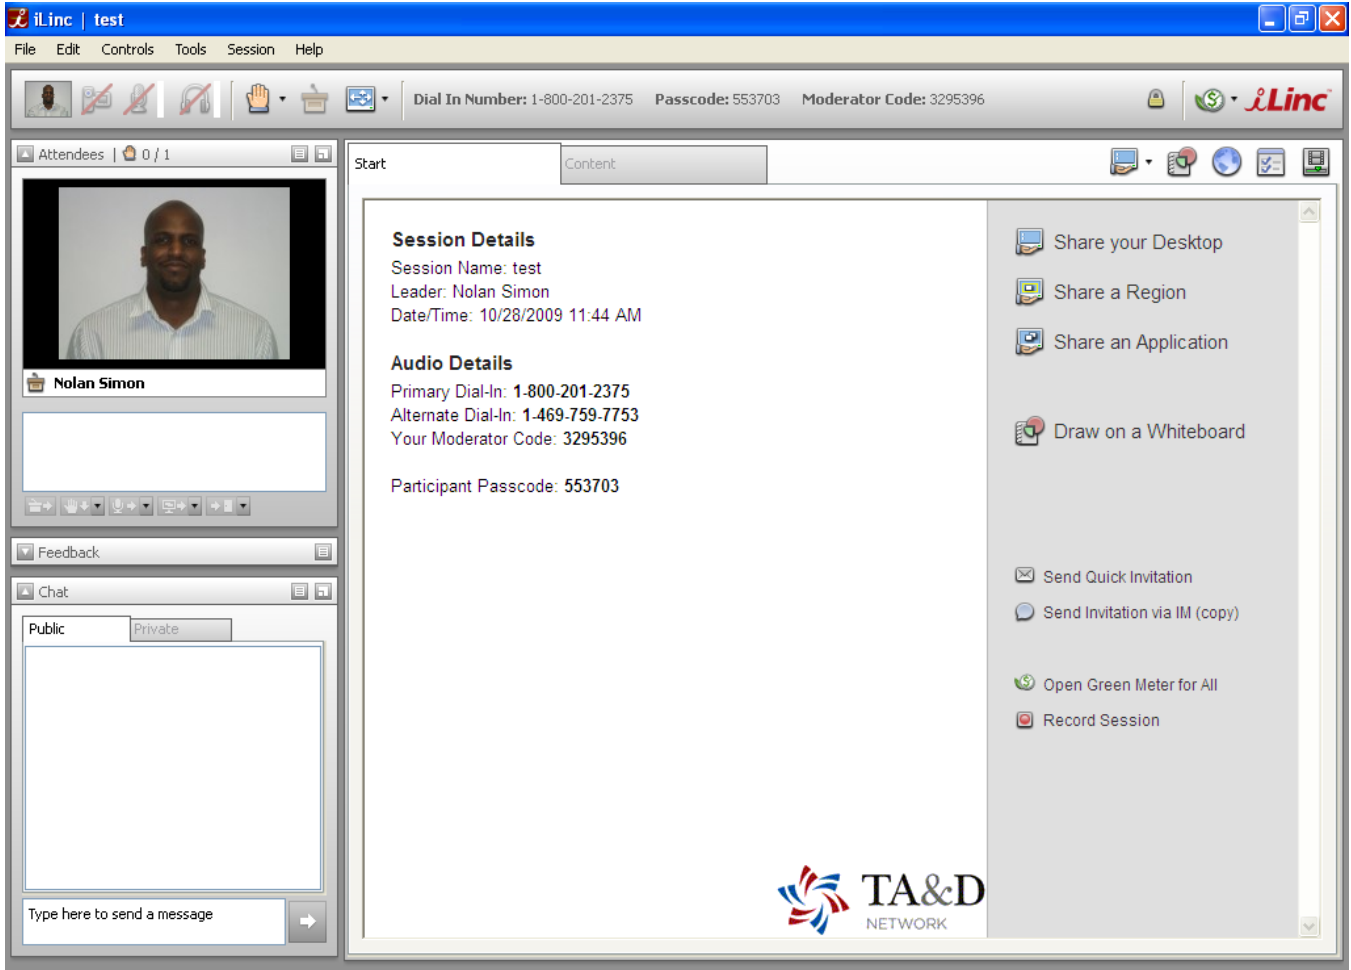 iLinc | test
File Edit Controls Tools Session Help
Dial In Number: 1-800-201-2375 Passcode: 553703 Moderator Code: 3295396
iLinc
Attendees | 0 / 1
Nolan Simon
Feedback
Chat
Public Private
Type here to send a message
Start Content
Session Details
Session Name: test
Leader: Nolan Simon
Date/Time: 10/28/2009 11:44 AM
Audio Details
Primary Dial-In: 1-800-201-2375
Alternate Dial-In: 1-469-759-7753
Your Moderator Code: 3295396
Participant Passcode: 553703
TA&D
NETWORK
Share your Desktop
Share a Region
Share an Application
Draw on a Whiteboard
Send Quick Invitation
Send Invitation via IM (copy)
Open Green Meter for All
Record Session